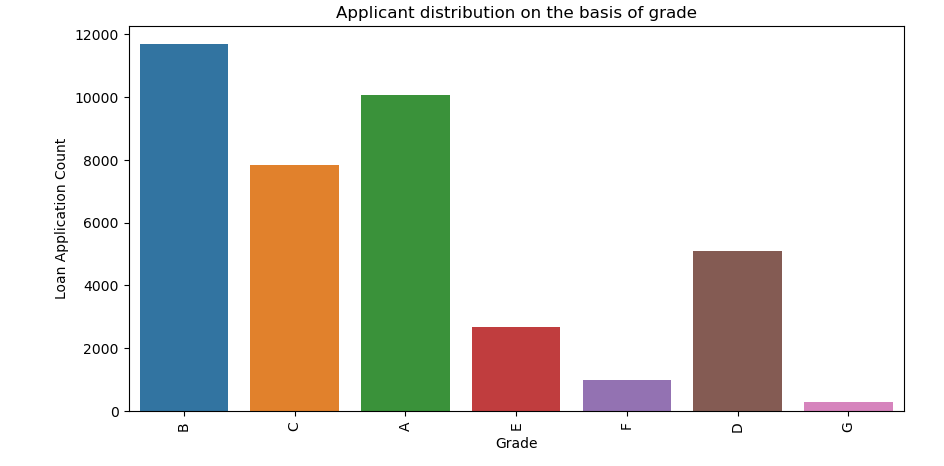 Applicant distribution on the basis of grade
12000
10000
8000
6000
4000
2000
0
Loan Application Count
B
C
A
E
F
D
G
Grade